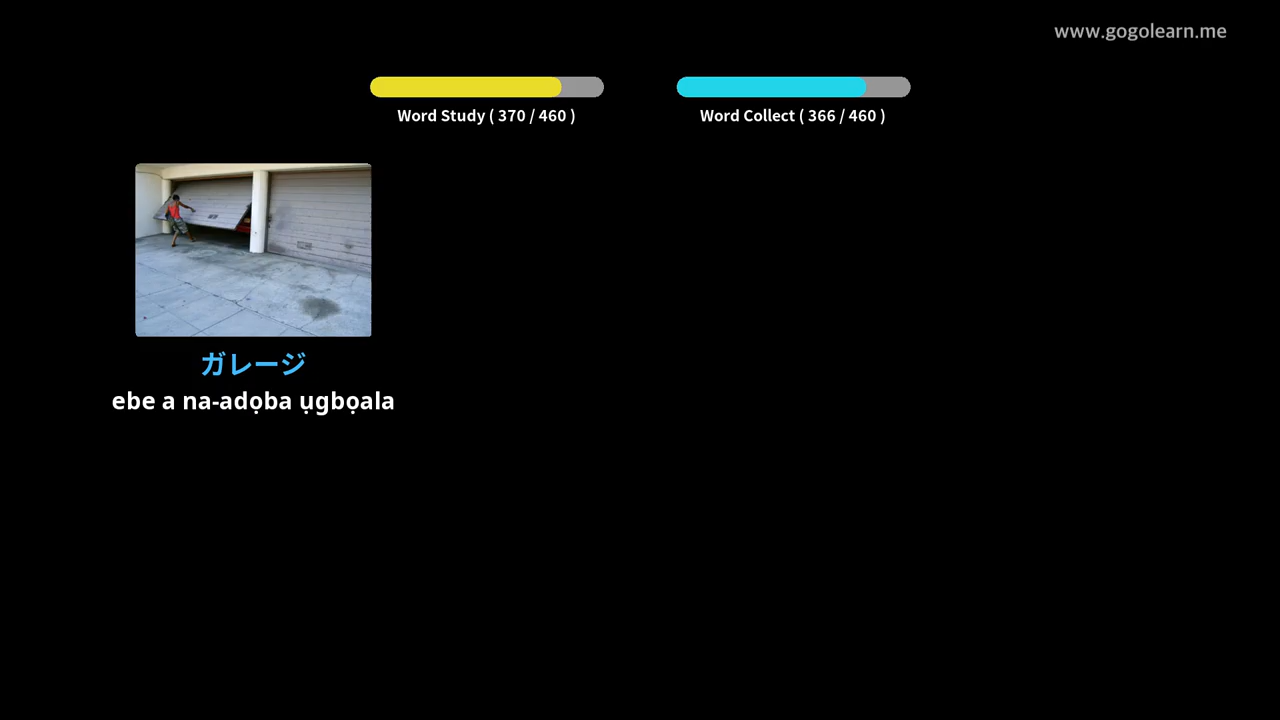 www.gogolearn.me
Word Study ( 370 / 460 )
Word Collect ( 366 / 460 )
ガレージ
ebe a na-adọba ụgbọala